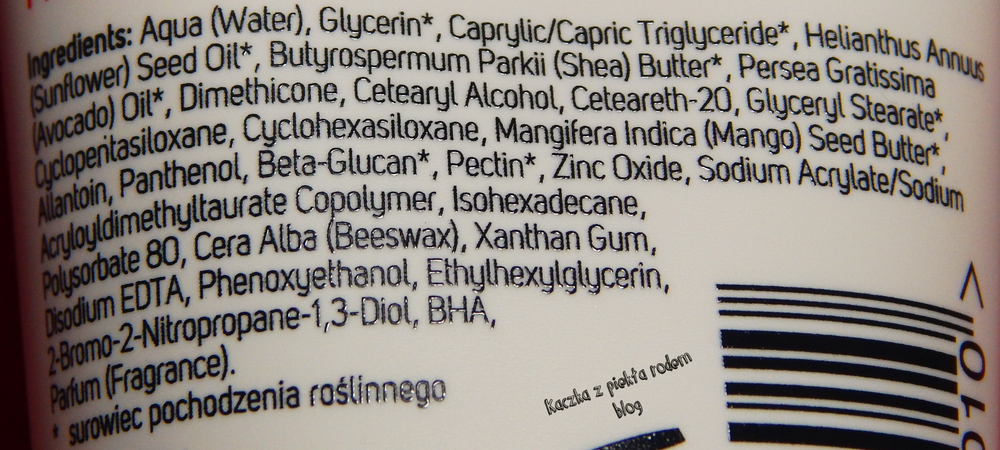 Ingredients: Aqua (Water), Glycerin*, Caprylic/Capric Triglyceride*, Helianthus Annuus
(Sunflower) Seed Oil*, Butyrospermum Parkii (Shea) Butter*, Persea Gratissima
(Avocado) Oil*, Dimethicone, Cetearyl Alcohol, Ceteareth-20, Glyceryl Stearate*,
Cyclopentasiloxane, Cyclohexasiloxane, Mangifera Indica (Mango) Seed Butter*,
Allantoin, Panthenol, Beta-Glucan*, Pectin*, Zinc Oxide, Sodium Acrylate/Sodium
Acryloyldimethyltaurate Copolymer, Isohexadecane,
Polysorbate 80, Cera Alba (Beeswax), Xanthan Gum,
Disodium EDTA, Phenoxyethanol, Ethylhexylglycerin,
2-Bromo-2-Nitropropane-1,3-Diol, BHA,
Parfum (Fragrance).
* surowiec pochodzenia roślinnego
Kaczka z piekła rodem
blog